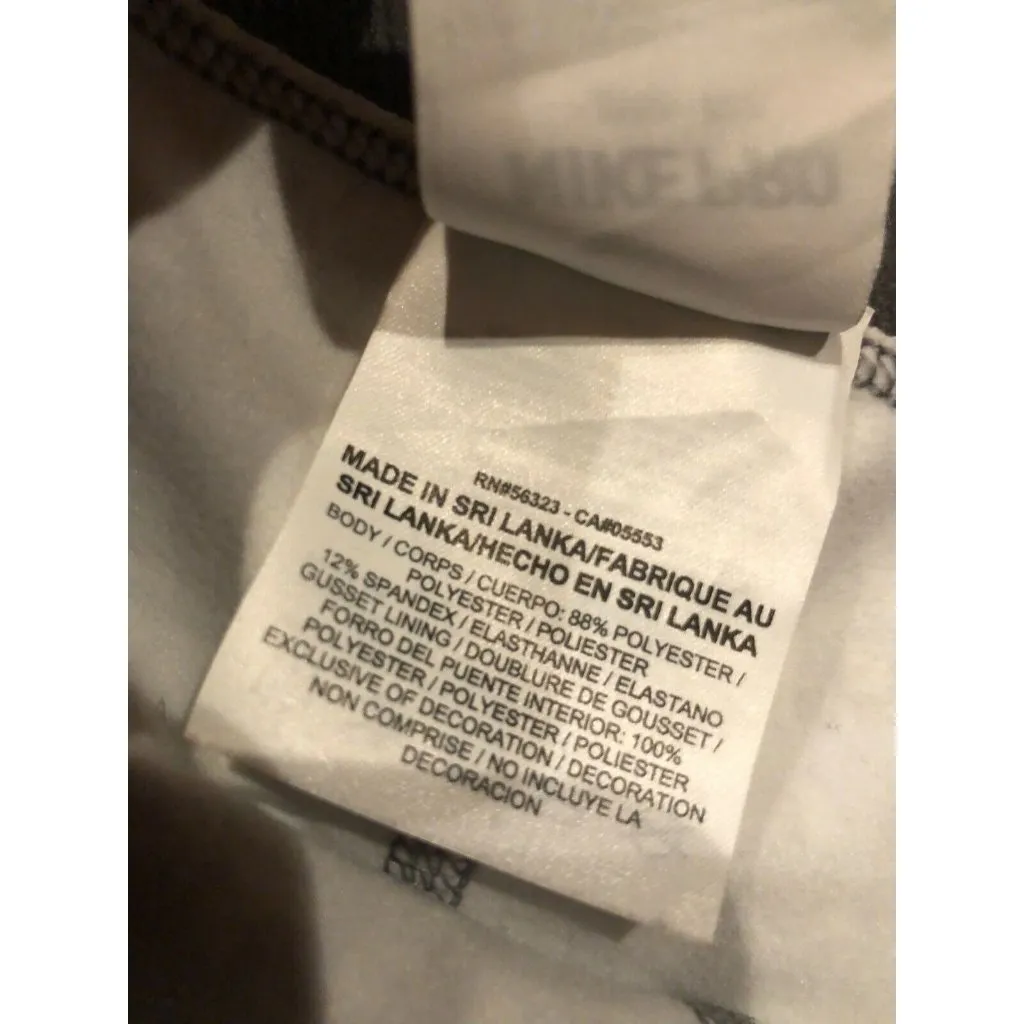 RN#56323 - CA#05553
MADE IN SRI LANKA/FABRIQUE AU
SRI LANKA/HECHO EN SRI LANKA
BODY / CORPS / CUERPO: 88% POLYESTER /
POLYESTER / POLIESTER
12% SPANDEX / ELASTHANNE / ELASTANO
GUSSET LINING / DOUBLURE DE GOUSSET /
FORRO DEL PUENTE INTERIOR: 100%
POLYESTER / POLYESTER / POLIESTER
EXCLUSIVE OF DECORATION / DECORATION
NON COMPRISE / NO INCLUYE LA
DECORACION